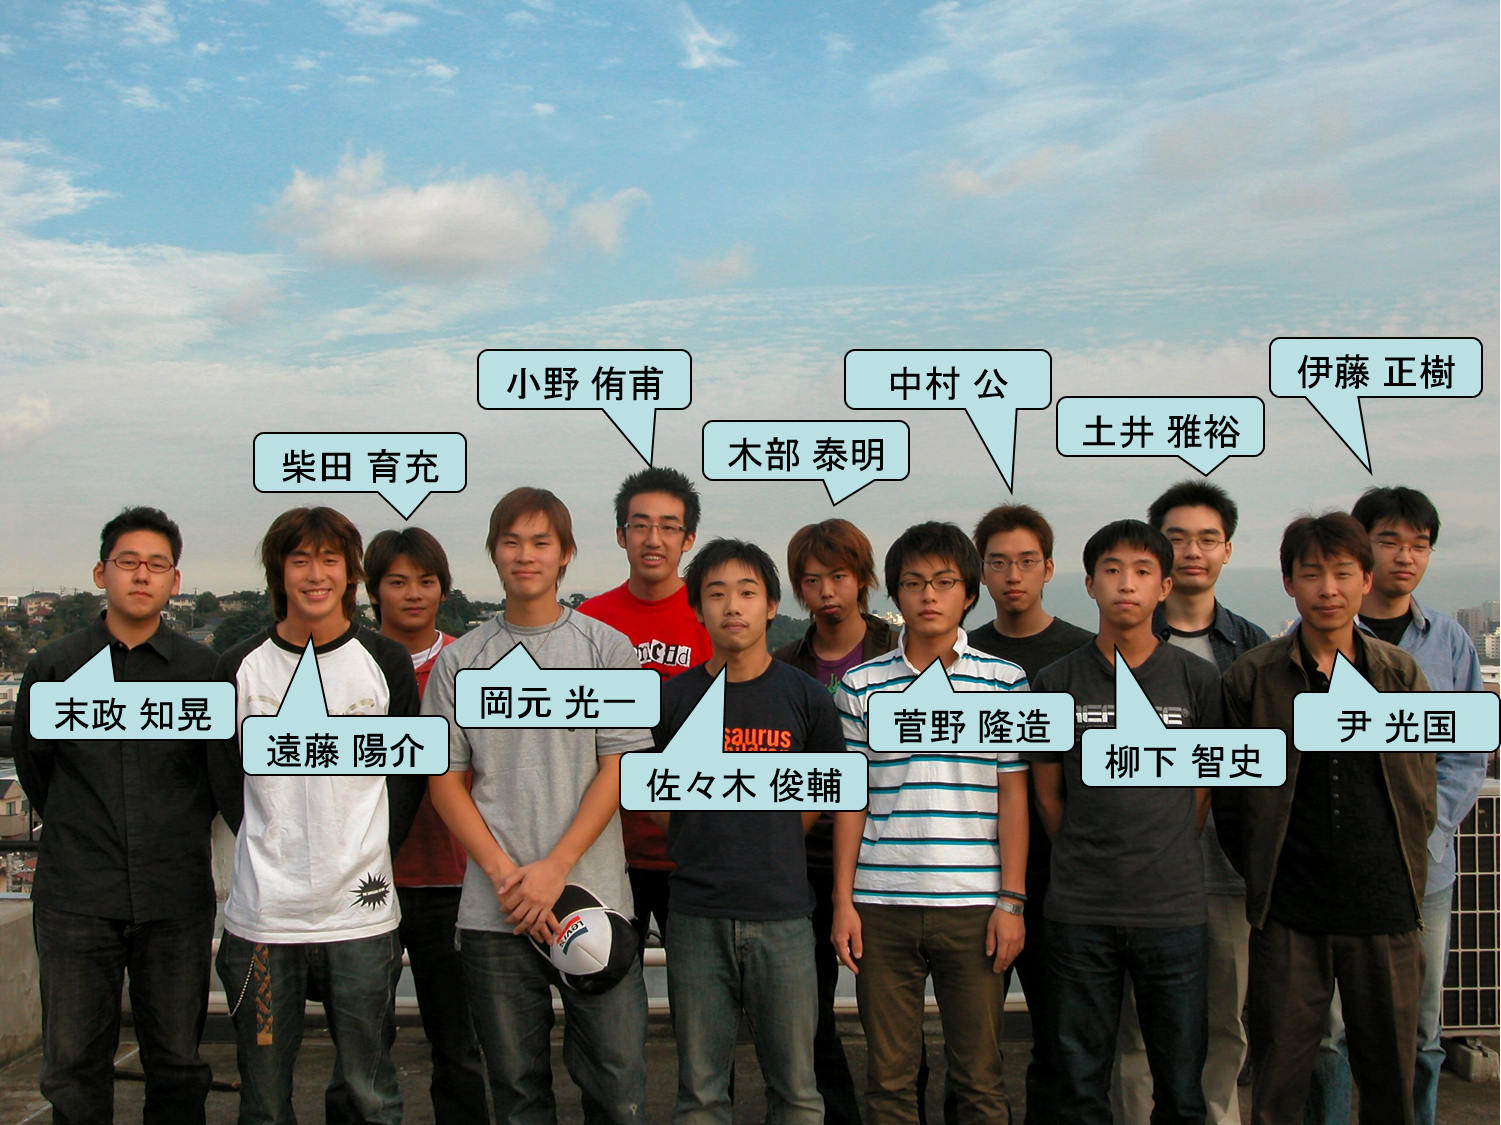 伊藤 正樹
小野 侑甫
中村 公
土井 雅裕
木部 泰明
柴田 育充
末政 知晃
遠藤 陽介
岡元 光一
佐々木 俊輔
菅野 隆造
柳下 智史
尹 光国
saurus
LEVI'S